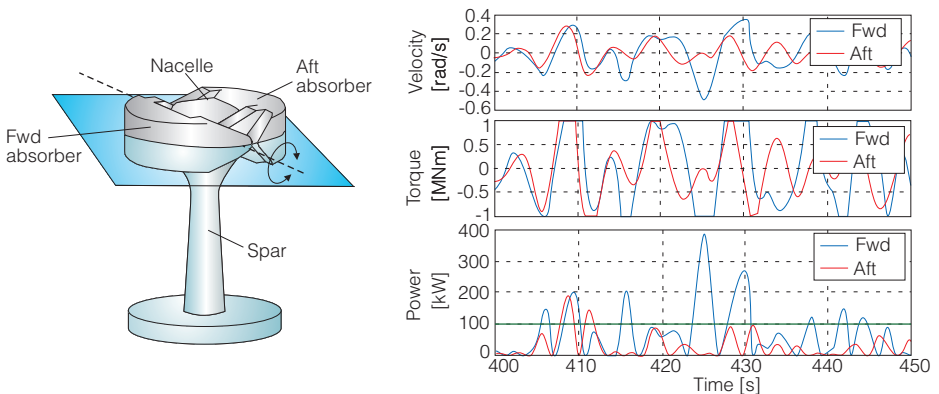 Nacelle
Aft
absorber
Fwd
absorber
Spar
Velocity
[rad/s]
0.4
0.2
0
-0.2
-0.4
-0.6
Fwd
Aft
Torque
[MNm]
1
0.5
0
-0.5
-1
Fwd
Aft
Power
[kW]
400
300
200
100
0
Fwd
Aft
400 410 420 430 440 450
Time [s]